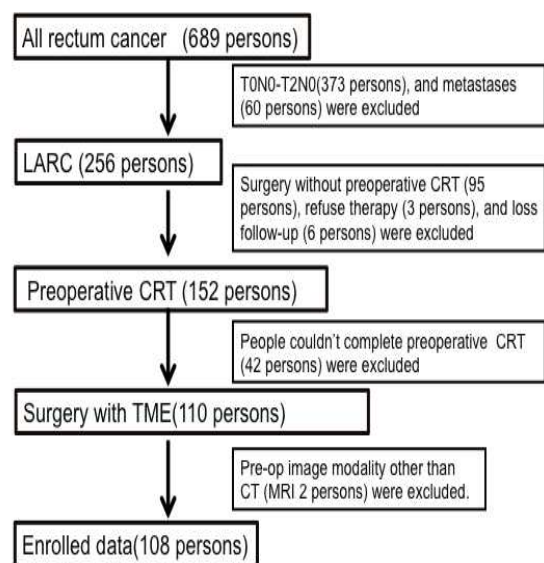 All rectum cancer (689 persons)
T0N0-T2N0(373 persons), and metastases
(60 persons) were excluded
LARC (256 persons)
Surgery without preoperative CRT (95
persons), refuse therapy (3 persons), and loss
follow-up (6 persons) were excluded
Preoperative CRT (152 persons)
People couldn't complete preoperative CRT
(42 persons) were excluded
Surgery with TME(110 persons)
Pre-op image modality other than
CT (MRI 2 persons) were excluded.
Enrolled data(108 persons)